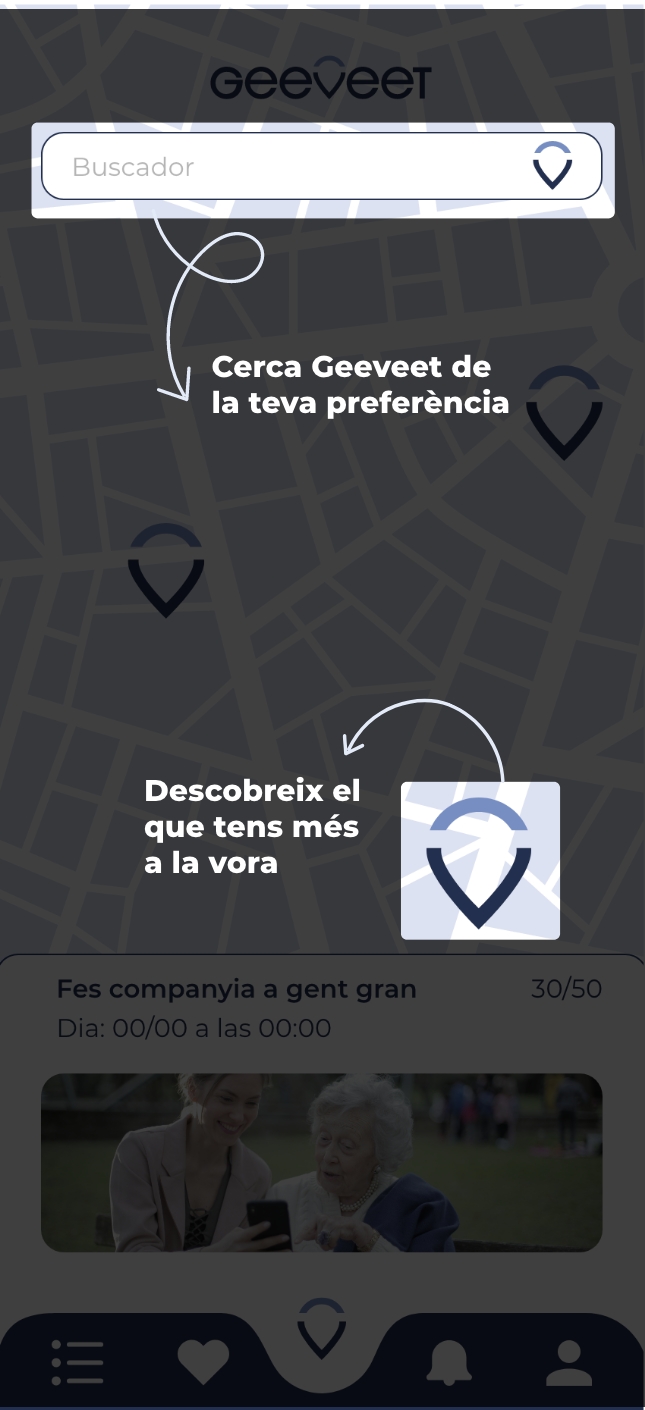 GEEVEET
Buscador
Cerca Geeveet de
la teva preferència
Descobreix el
que tens més
a la vora
Fes companyia a gent gran 30/50
Dia: 00/00 a las 00:00